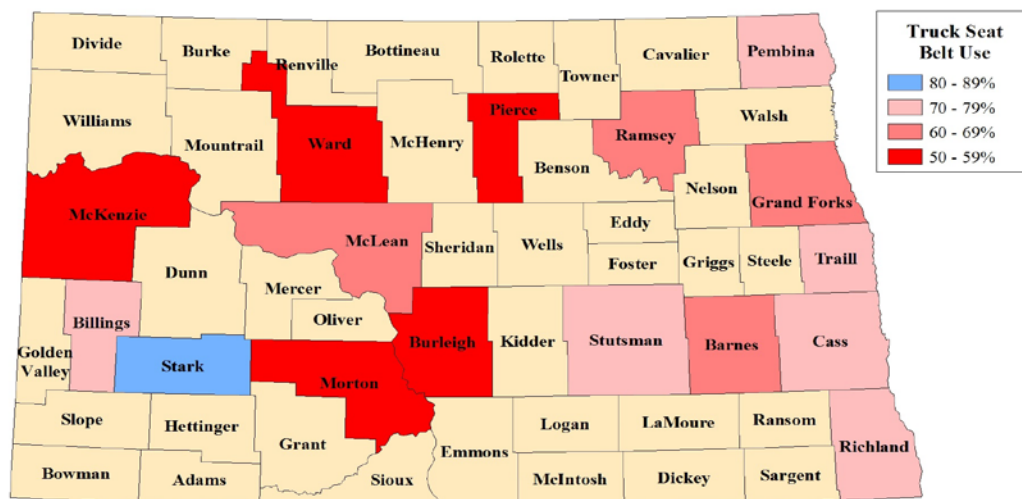 Divide
Burke
Renville
Bottineau
Rolette
Towner
Cavalier
Pembina
Williams
Mountrail
Ward
McHenry
Pierce
Benson
Ramsey
Walsh
Nelson
Grand Forks
McKenzie
Dunn
McLean
Mercer
Oliver
Sheridan
Wells
Eddy
Foster
Griggs
Steele
Traill
Billings
Golden
Valley
Stark
Morton
Burleigh
Kidder
Stutsman
Barnes
Cass
Slope
Hettinger
Grant
Emmons
Logan
LaMoure
Ransom
Richland
Bowman
Adams
Sioux
McIntosh
Dickey
Sargent
Truck Seat
Belt Use
80 - 89%
70 - 79%
60 - 69%
50 - 59%